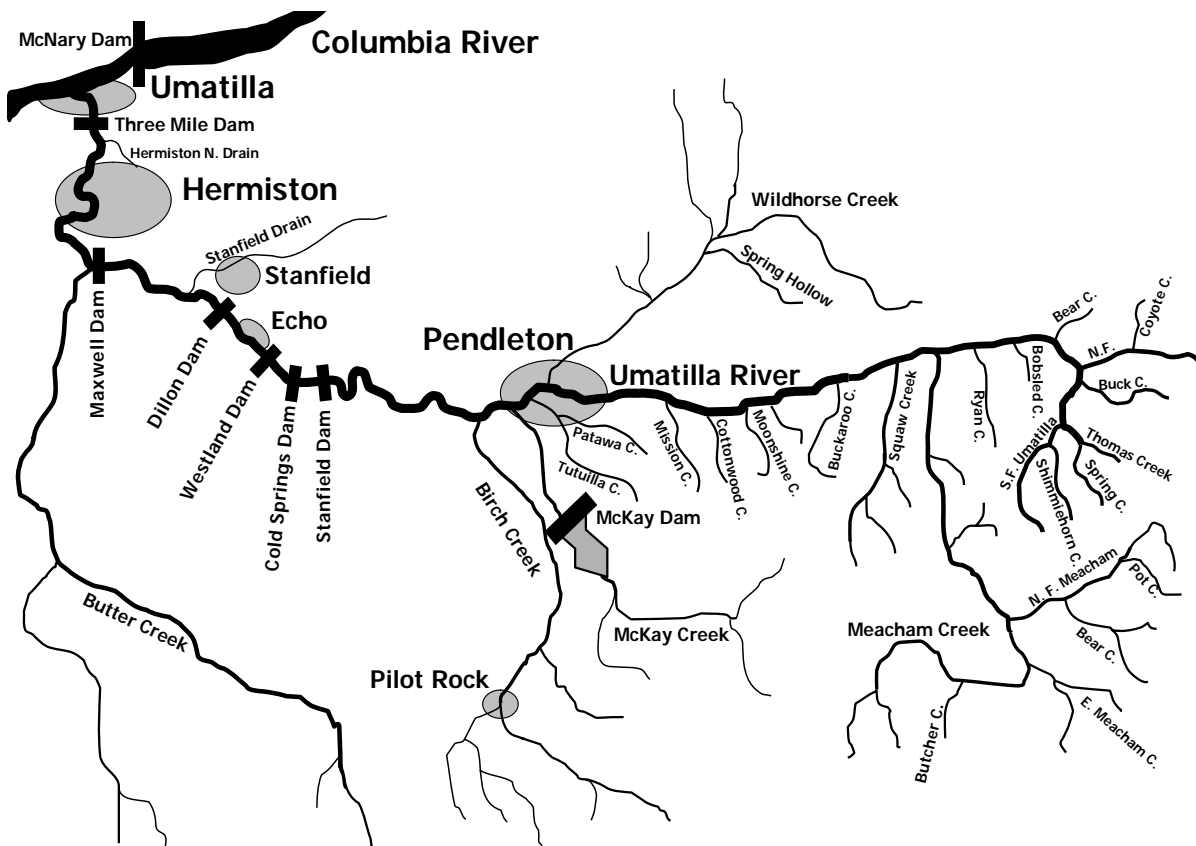 McNary Dam
Columbia River
Umatilla
Three Mile Dam
Hermiston N. Drain
Hermiston
Wildhorse Creek
Stanfield Drain
Spring Hollow
Stanfield
Echo
Maxwell Dam
Dillon Dam
Westland Dam
Cold Springs Dam
Stanfield Dam
Pendleton
Umatilla River
Bear C.
Coyote C.
N.F.
Buck C.
Bobsled C.
Ryan C.
Squaw Creek
Buckaroo C.
Moonshine C.
Cottonwood C.
Mission C.
Patawa C.
Tutuilla C.
S.F. Umatilla
Thomas Creek
Spring C.
Shimmiehorn C.
Birch Creek
McKay Dam
McKay Creek
Butter Creek
Pilot Rock
Meacham Creek
N. F. Meacham
Pot C.
Bear C.
E. Meacham C.
Butcher C.